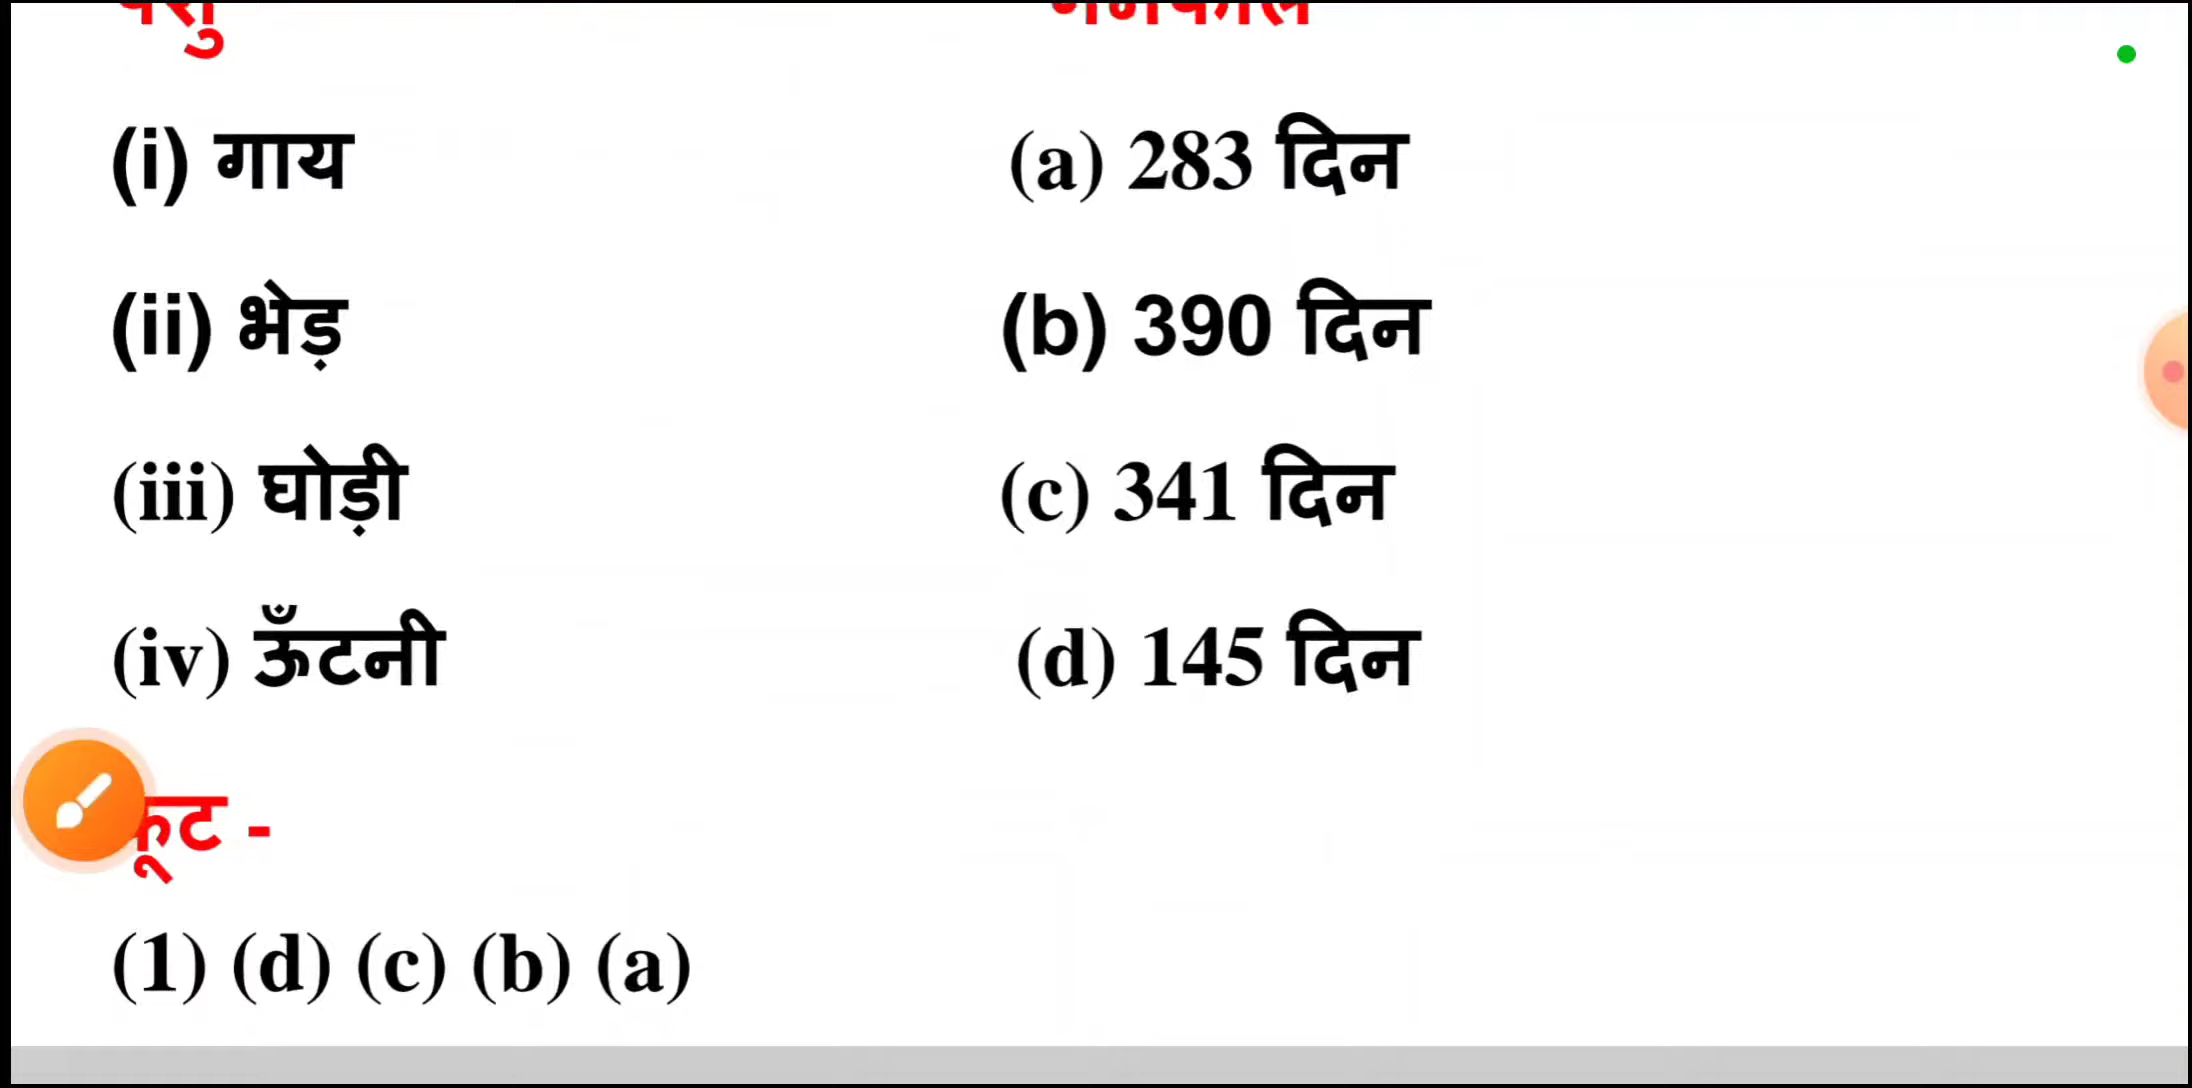 (i) गाय (a) 283 दिन
(ii) भेड़ (b) 390 दिन
(iii) घोड़ी (c) 341 दिन
(iv) ऊँटनी (d) 145 दिन
कूट -
(1) (d) (c) (b) (a)